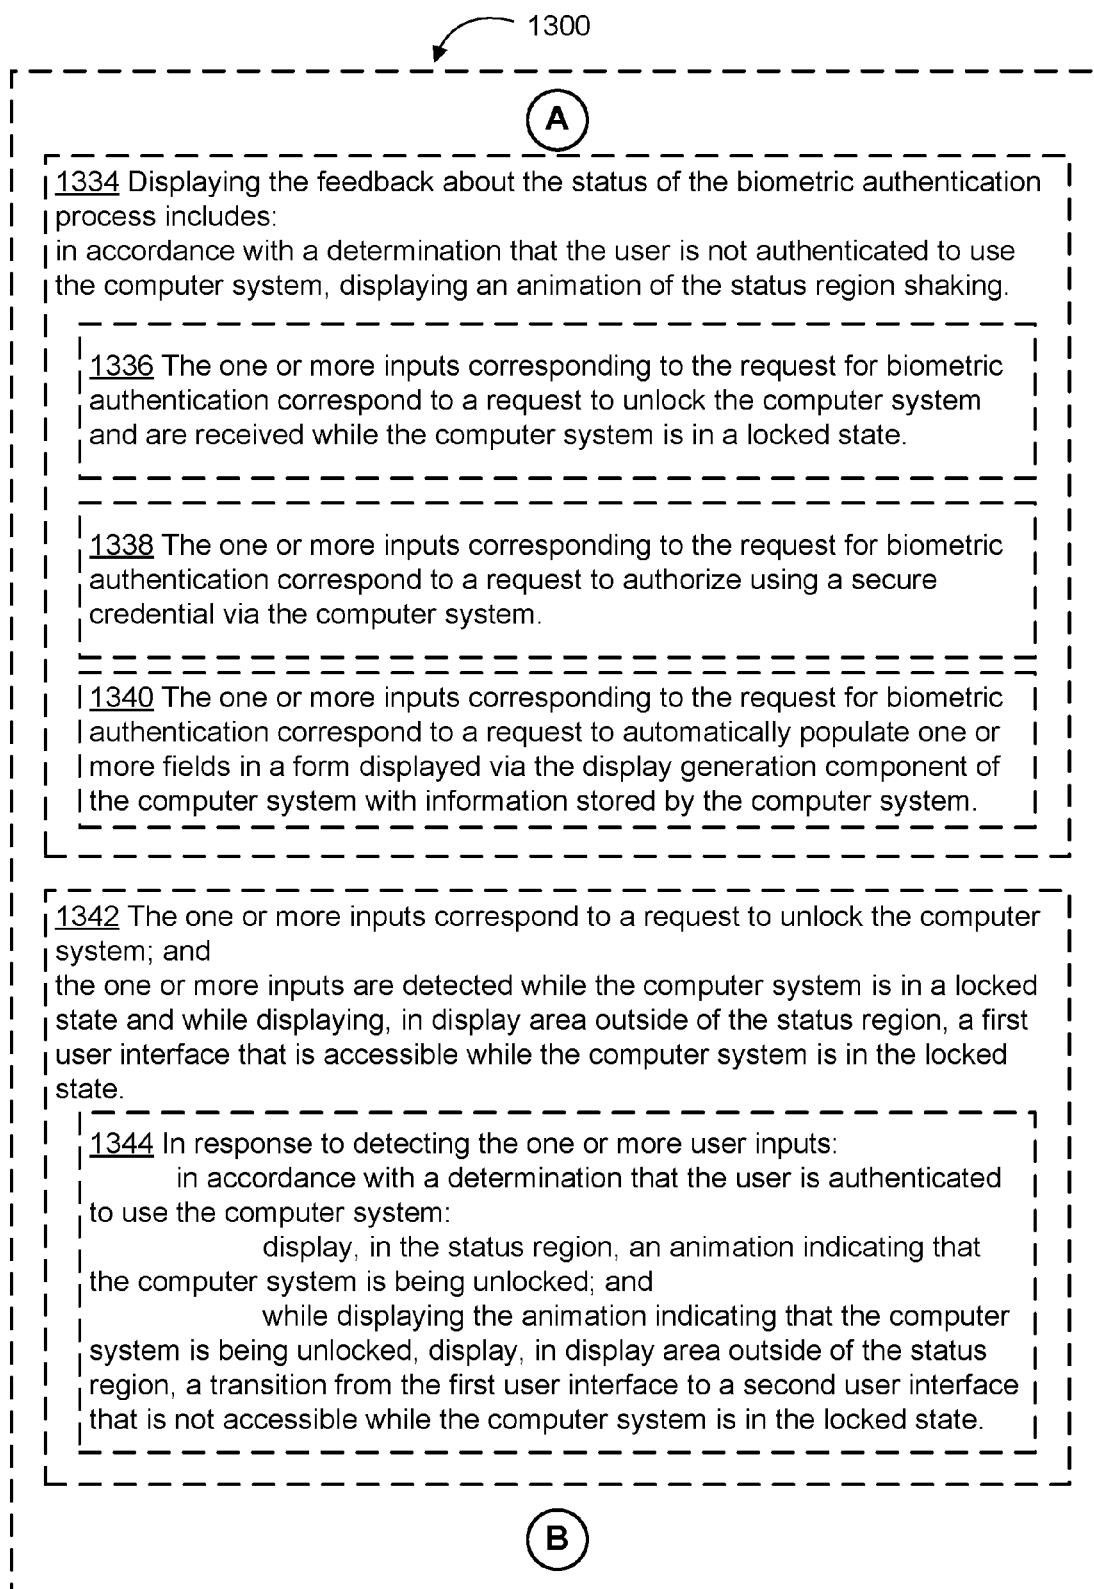 1300
A
1334 Displaying the feedback about the status of the biometric authentication
process includes:
in accordance with a determination that the user is not authenticated to use
the computer system, displaying an animation of the status region shaking.
1336 The one or more inputs corresponding to the request for biometric
authentication correspond to a request to unlock the computer system
and are received while the computer system is in a locked state.
1338 The one or more inputs corresponding to the request for biometric
authentication correspond to a request to authorize using a secure
credential via the computer system.
1340 The one or more inputs corresponding to the request for biometric
authentication correspond to a request to automatically populate one or
more fields in a form displayed via the display generation component of
the computer system with information stored by the computer system.
1342 The one or more inputs correspond to a request to unlock the computer
system; and
the one or more inputs are detected while the computer system is in a locked
state and while displaying, in display area outside of the status region, a first
user interface that is accessible while the computer system is in the locked
state.
1344 In response to detecting the one or more user inputs:
in accordance with a determination that the user is authenticated
to use the computer system:
display, in the status region, an animation indicating that
the computer system is being unlocked; and
while displaying the animation indicating that the computer
system is being unlocked, display, in display area outside of the status
region, a transition from the first user interface to a second user interface
that is not accessible while the computer system is in the locked state.
B